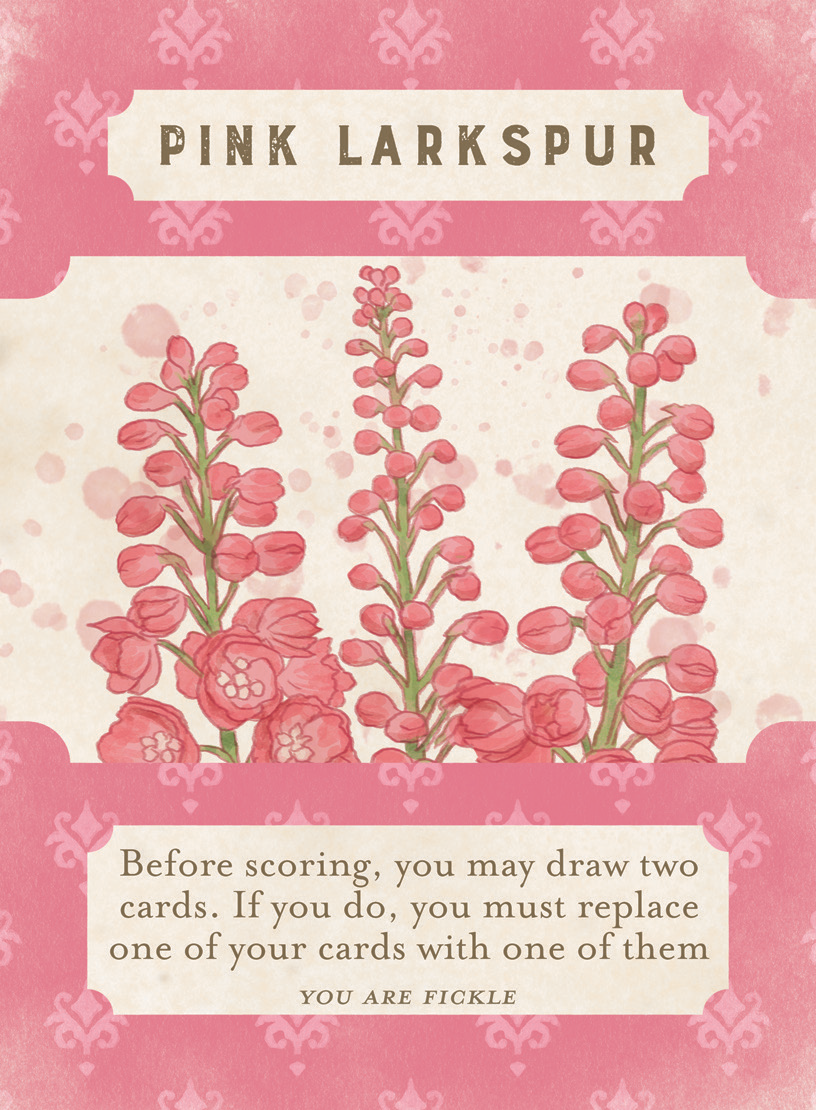 PINK LARKSPUR
Before scoring, you may draw two
cards. If you do, you must replace
one of your cards with one of them
YOU ARE FICKLE